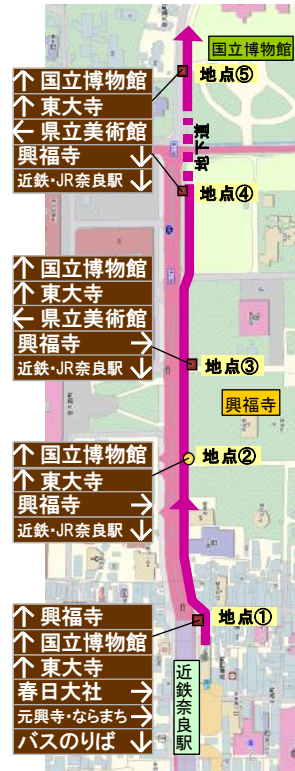 国立博物館
地点⑤
↑ 国立博物館
↑ 東大寺
← 県立美術館
興福寺 ↓
近鉄・JR奈良駅 ↓
地下道
地点④
↑ 国立博物館
↑ 東大寺
← 県立美術館
興福寺 →
近鉄・JR奈良駅 ↓
地点③
興福寺
↑ 国立博物館
↑ 東大寺
興福寺 →
近鉄・JR奈良駅 ↓
地点②
↑ 興福寺
↑ 国立博物館
↑ 東大寺
春日大社 →
元興寺・ならまち →
バスのりば ↓
地点①
近鉄奈良駅